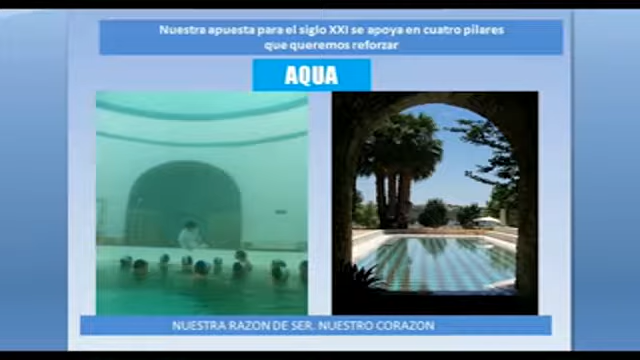 Nuestra apuesta para el siglo XXI se apoya en cuatro pilares
que queremos reforzar
AQUA
NUESTRA RAZON DE SER. NUESTRO CORAZON